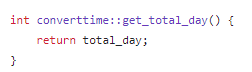 int converttime::get_total_day() {
    return total_day;
}